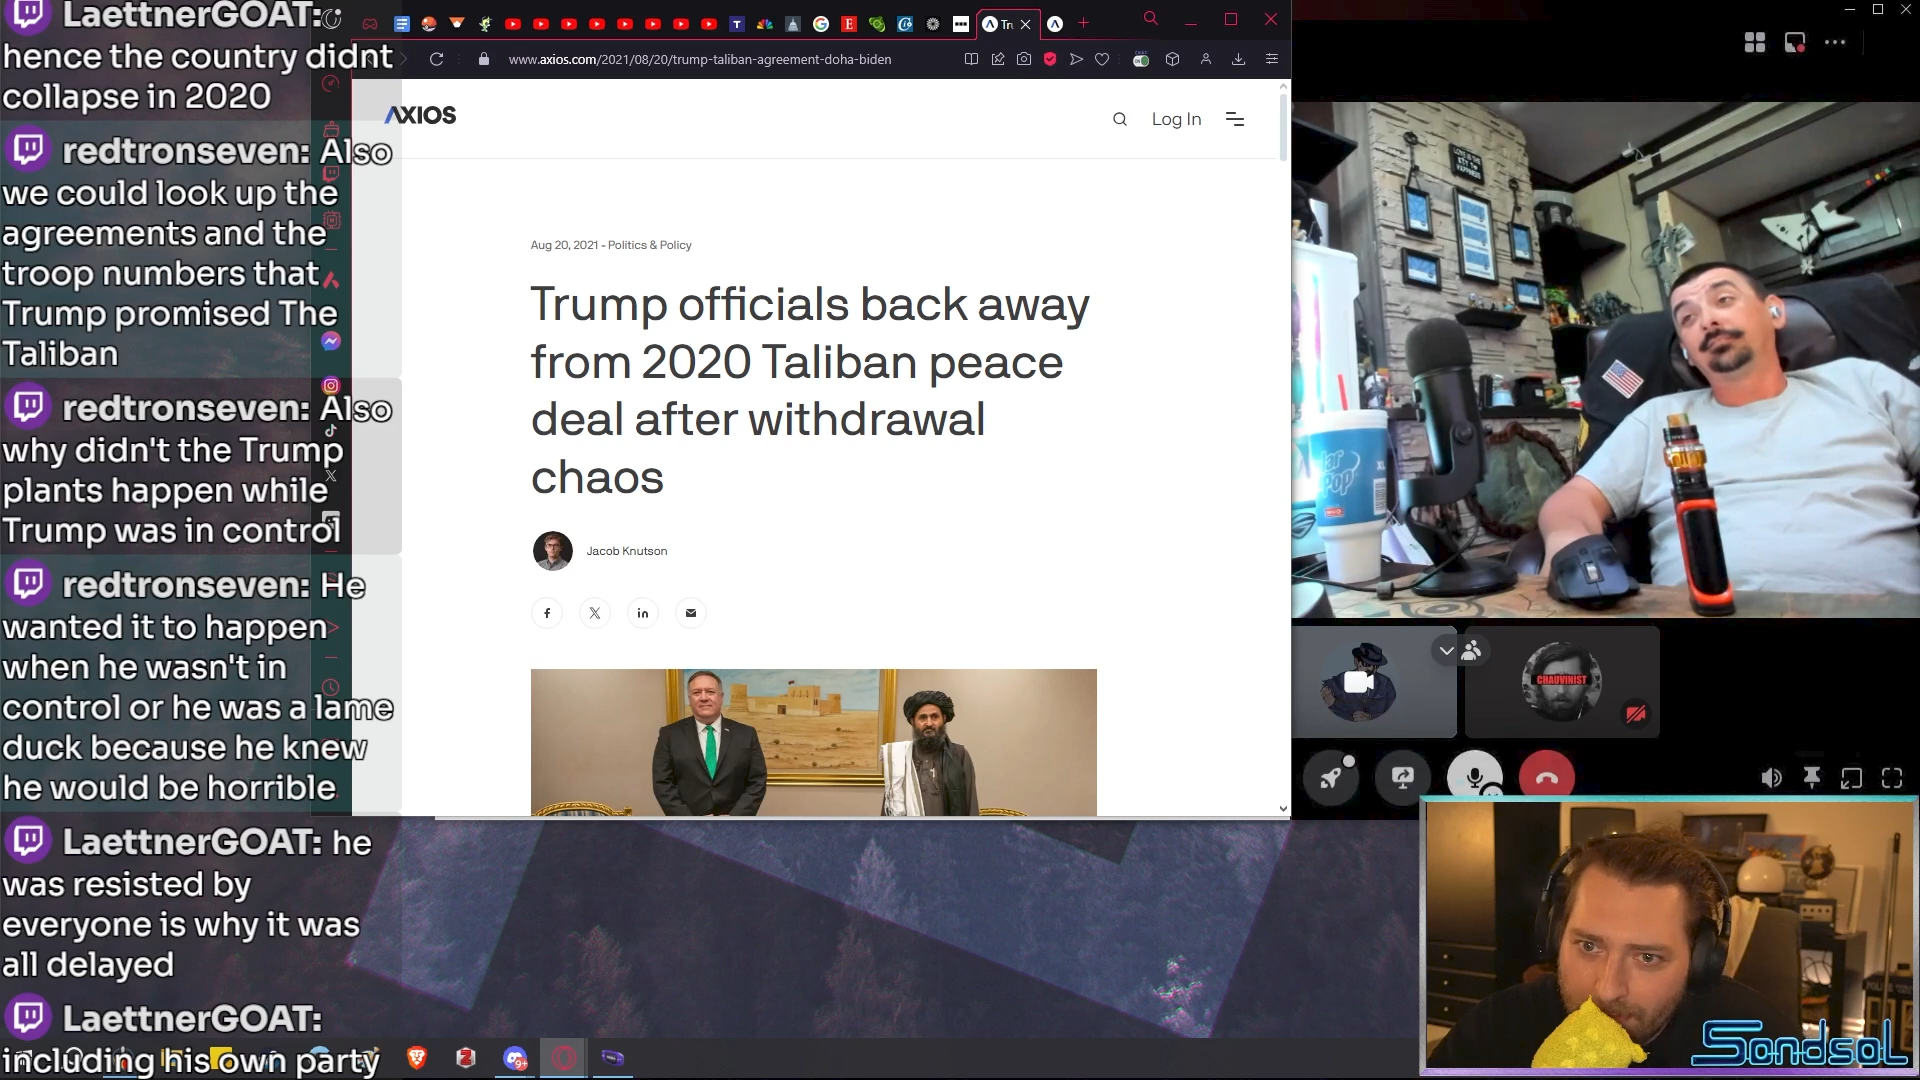 LaettnerGOAT:
hence the country didnt
collapse in 2020
redtronseven: Also
we could look up the
agreements and the
troop numbers that
Trump promised The
Taliban
redtronseven: Also
why didn't the Trump
plants happen while
Trump was in control
redtronseven: He
wanted it to happen
when he wasn't in
control or he was a lame
duck because he knew
he would be horrible
LaettnerGOAT: he
was resisted by
everyone is why it was
all delayed
LaettnerGOAT:
including his own party
www.axios.com/2021/08/20/trump-taliban-agreement-doha-biden
AXIOS
Log In
Aug 20, 2021 - Politics & Policy
Trump officials back away
from 2020 Taliban peace
deal after withdrawal
chaos
Jacob Knutson
CHAUVINIST
SondsoL